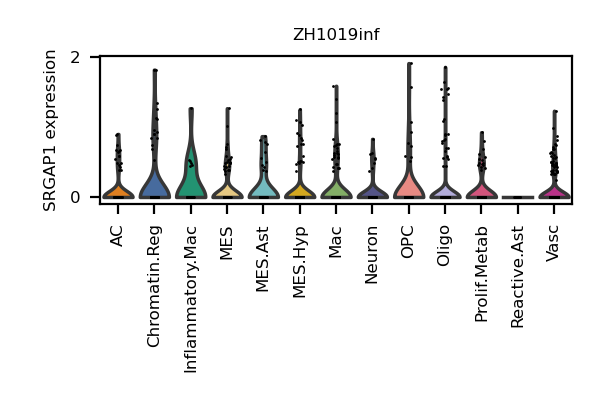 ZH1019inf
SRGAP1 expression
2
0
AC
Chromatin.Reg
Inflammatory.Mac
MES
MES.Ast
MES.Hyp
Mac
Neuron
OPC
Oligo
Prolif.Metab
Reactive.Ast
Vasc